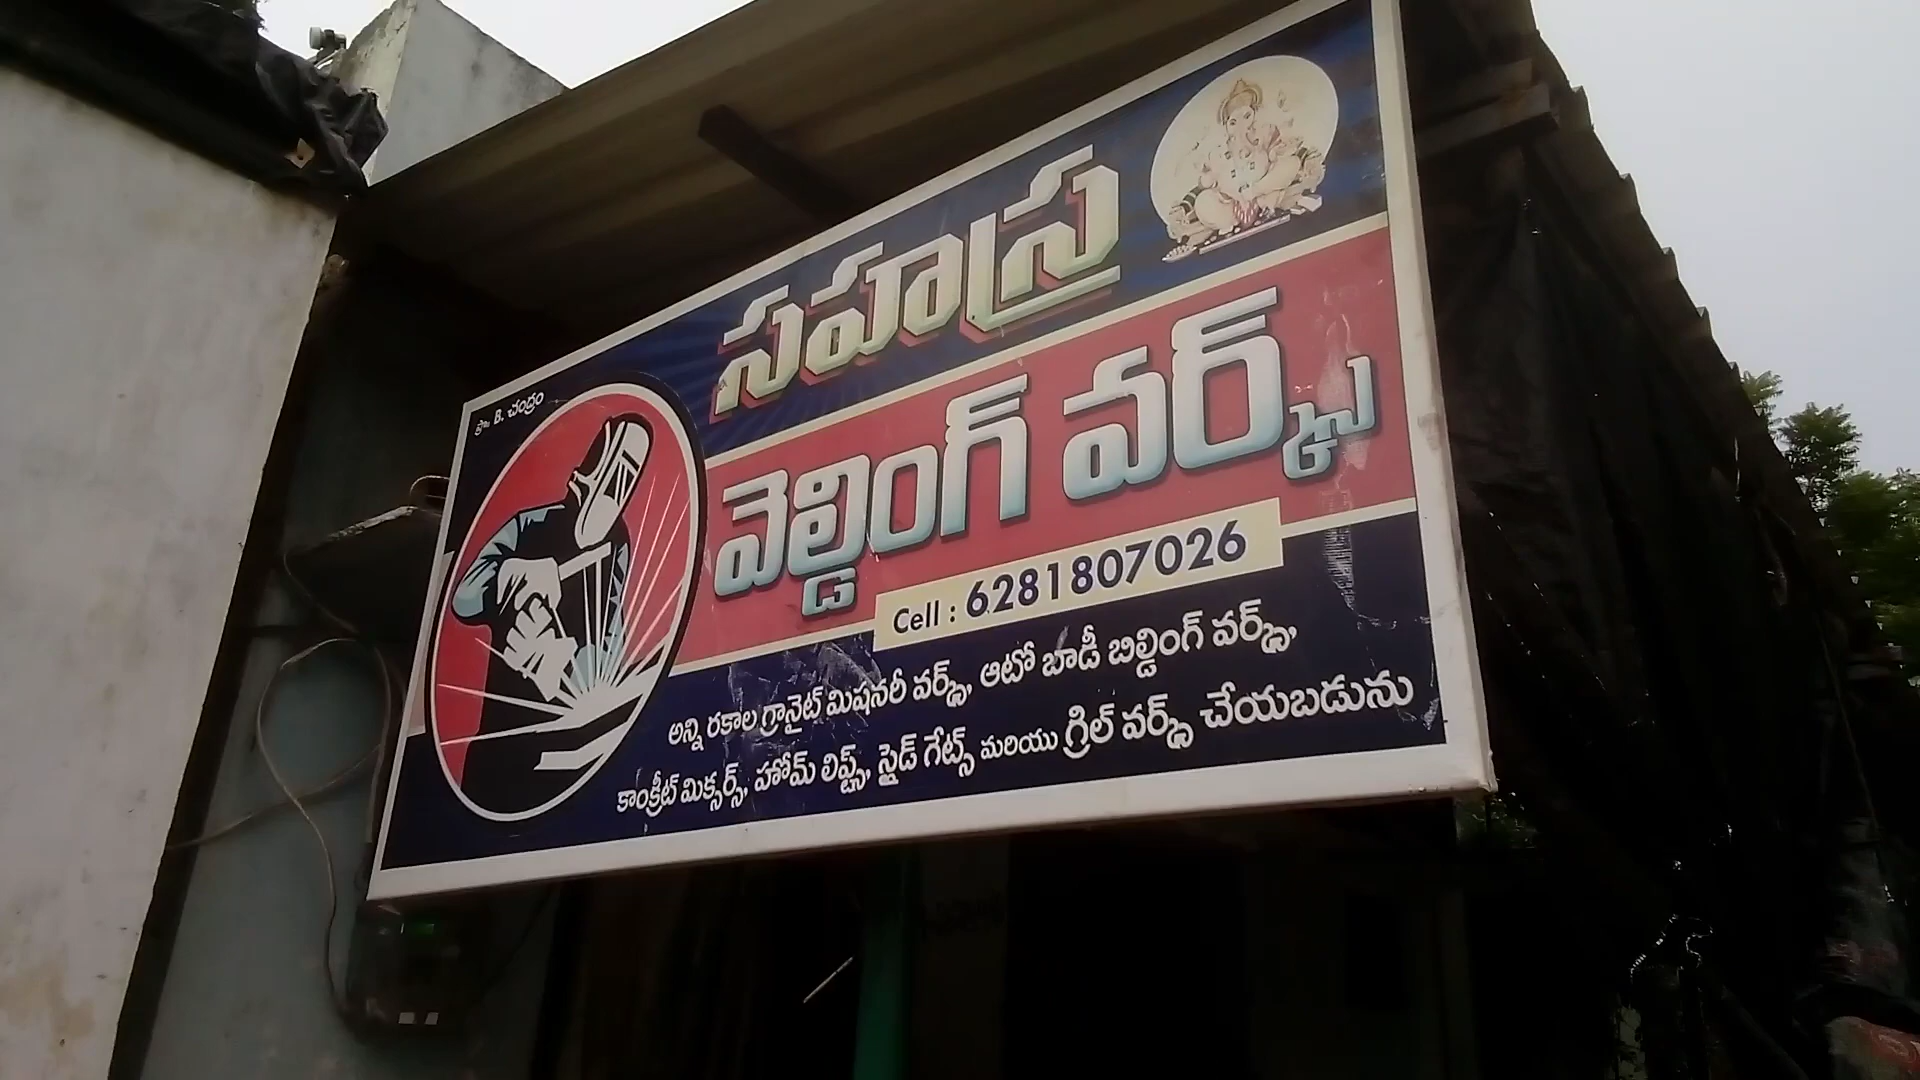 ప్రొ. B. చంద్రం
సహస్ర
వెల్డింగ్ వర్క్స్
Cell : 6281807026
అన్ని రకాల గ్రానైట్ మిషనరీ వర్క్స్, ఆటో బాడీ బిల్డింగ్ వర్క్స్,
కాంక్రీట్ మిక్సర్స్, హోమ్ లిఫ్ట్స్, స్లైడ్ గేట్స్ మరియు గ్రిల్ వర్క్స్ చేయబడును